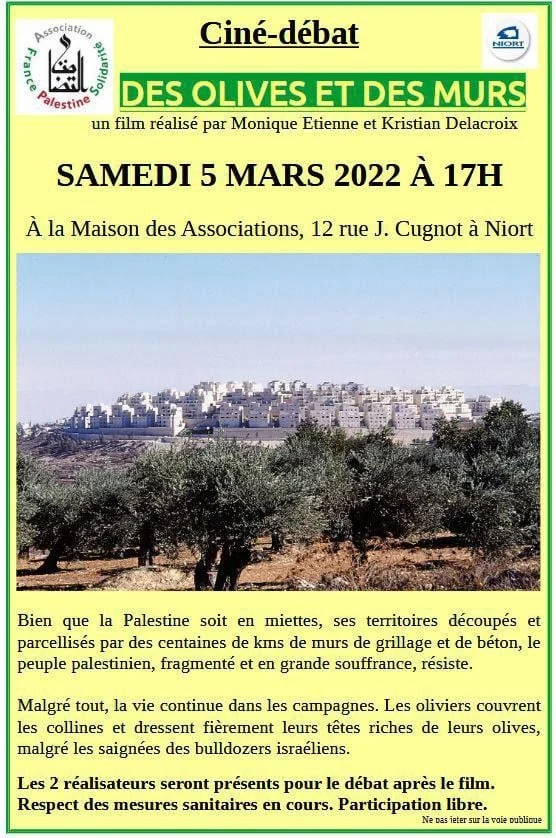 Association
France Palestine Solidarité
NIORT
Ciné-débat
DES OLIVES ET DES MURS
un film réalisé par Monique Etienne et Kristian Delacroix
SAMEDI 5 MARS 2022 À 17H
À la Maison des Associations, 12 rue J. Cugnot à Niort
Bien que la Palestine soit en miettes, ses territoires découpés et
parcellisés par des centaines de kms de murs de grillage et de béton, le
peuple palestinien, fragmenté et en grande souffrance, résiste.
Malgré tout, la vie continue dans les campagnes. Les oliviers couvrent
les collines et dressent fièrement leurs têtes riches de leurs olives,
malgré les saignées des bulldozers israéliens.
Les 2 réalisateurs seront présents pour le débat après le film.
Respect des mesures sanitaires en cours. Participation libre.
Ne pas jeter sur la voie publique